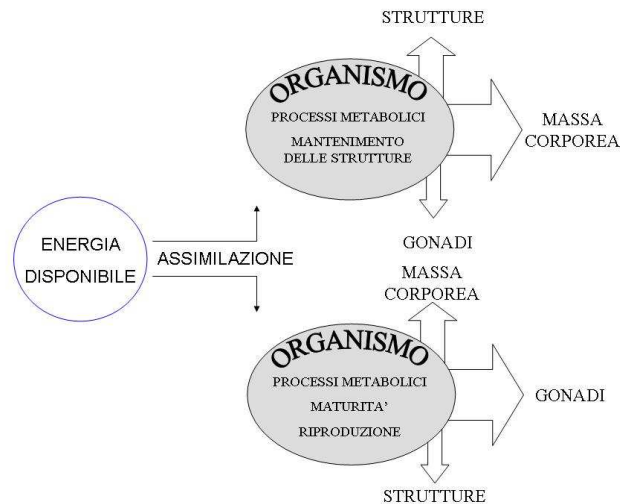 STRUTTURE
ORGANISMO
PROCESSI METABOLICI
MANTENIMENTO
DELLE STRUTTURE
MASSA
CORPOREA
GONADI
ENERGIA
DISPONIBILE
ASSIMILAZIONE
MASSA
CORPOREA
ORGANISMO
PROCESSI METABOLICI
MATURITA'
RIPRODUZIONE
GONADI
STRUTTURE